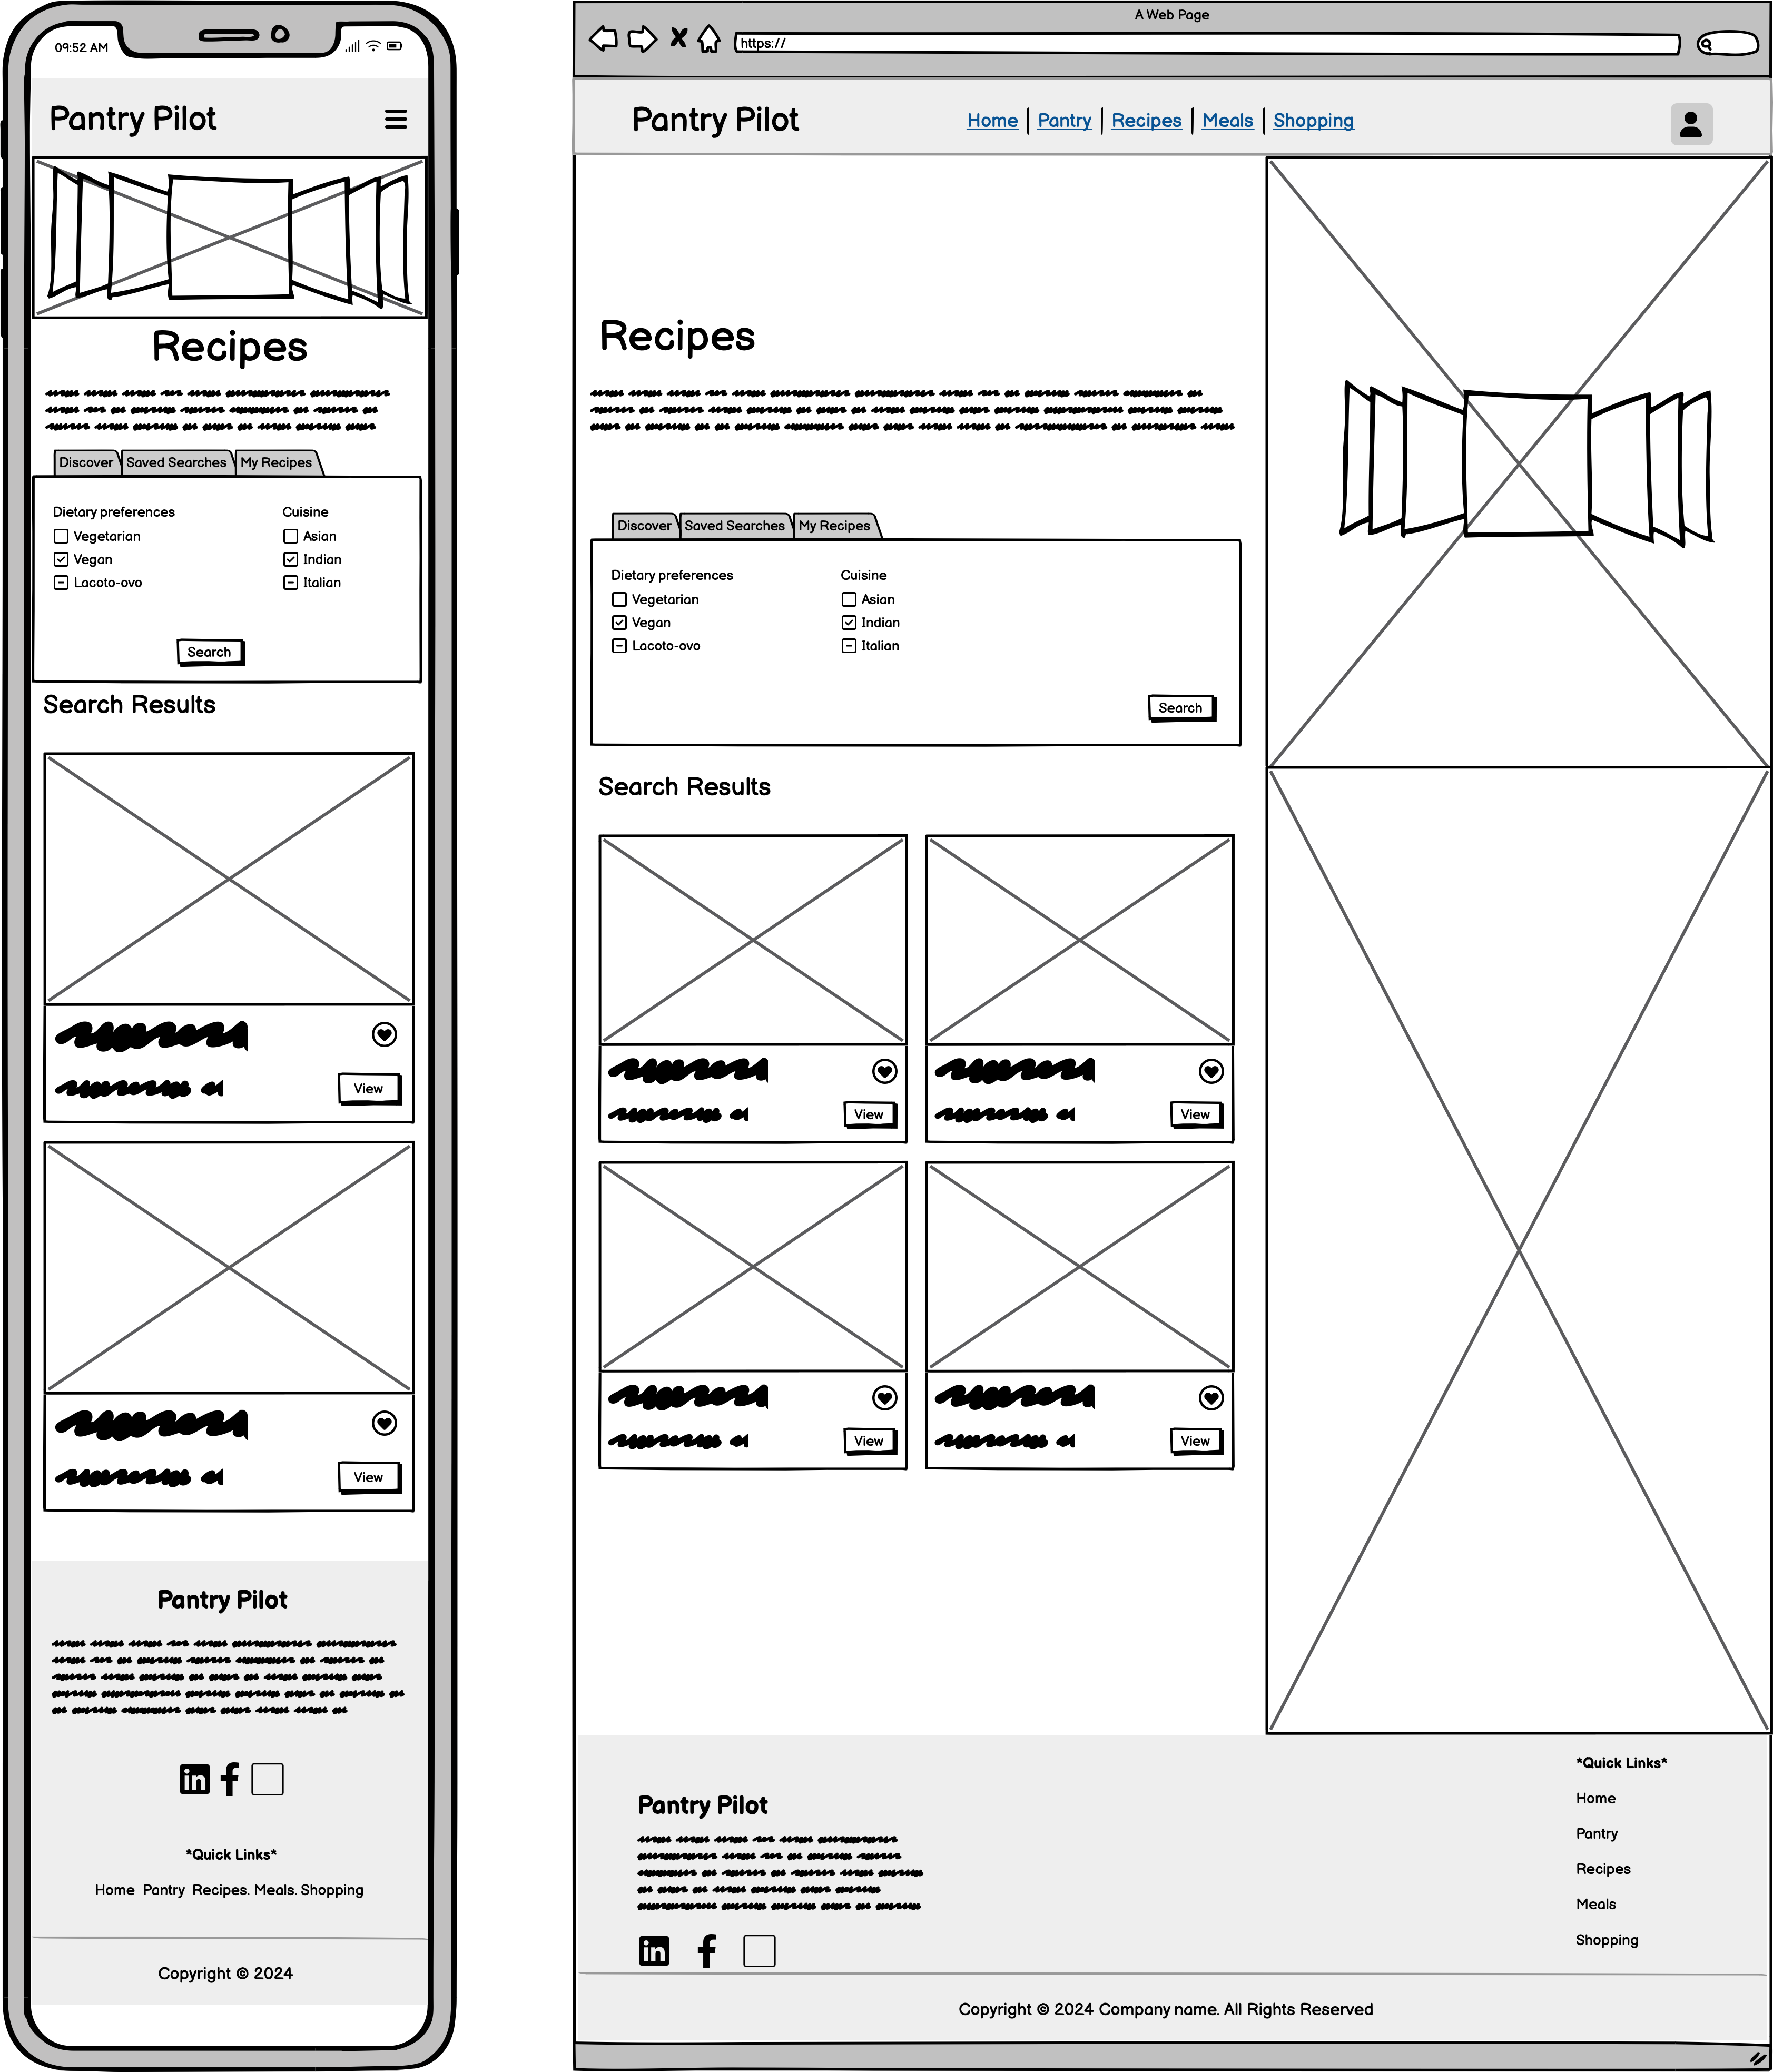 09:52 AM
Pantry Pilot
Recipes
Discover Saved Searches My Recipes
Dietary preferences Cuisine
Vegetarian Asian
Vegan Indian
Lacoto-ovo Italian
Search
Search Results
View
View
Pantry Pilot
in f
*Quick Links*
Home Pantry Recipes. Meals. Shopping
Copyright © 2024
A Web Page
https://
Pantry Pilot Home Pantry Recipes Meals Shopping
Recipes
Discover Saved Searches My Recipes
Dietary preferences Cuisine
Vegetarian Asian
Vegan Indian
Lacoto-ovo Italian
Search
Search Results
View View
View View
Pantry Pilot
in f
*Quick Links*
Home
Pantry
Recipes
Meals
Shopping
Copyright © 2024 Company name. All Rights Reserved